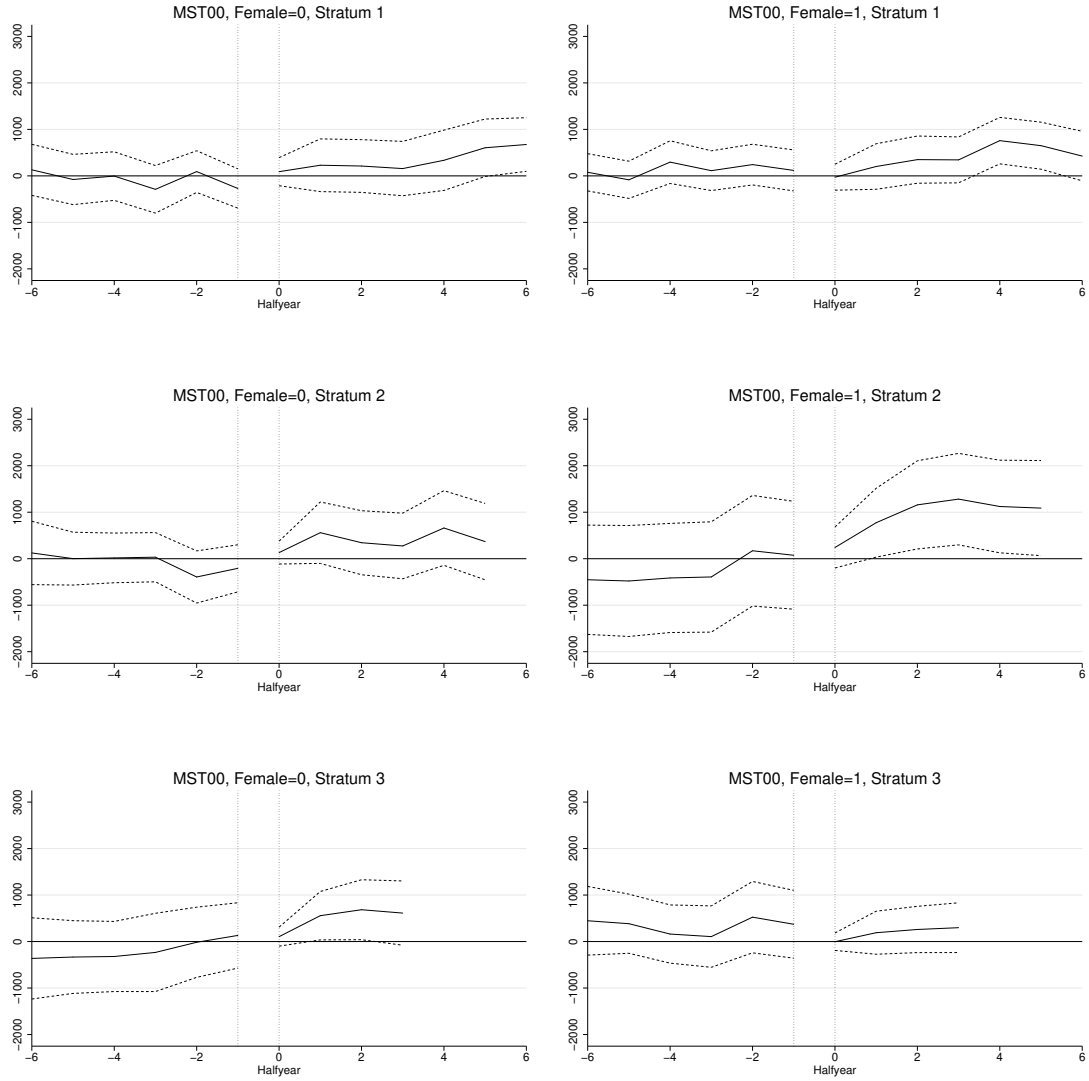 MST00, Female=0, Stratum 1
3000
2000
1000
0
−1000
−2000
−6 −4 −2 0 2 4 6
Halfyear
MST00, Female=1, Stratum 1
3000
2000
1000
0
−1000
−2000
−6 −4 −2 0 2 4 6
Halfyear
MST00, Female=0, Stratum 2
3000
2000
1000
0
−1000
−2000
−6 −4 −2 0 2 4 6
Halfyear
MST00, Female=1, Stratum 2
3000
2000
1000
0
−1000
−2000
−6 −4 −2 0 2 4 6
Halfyear
MST00, Female=0, Stratum 3
3000
2000
1000
0
−1000
−2000
−6 −4 −2 0 2 4 6
Halfyear
MST00, Female=1, Stratum 3
3000
2000
1000
0
−1000
−2000
−6 −4 −2 0 2 4 6
Halfyear